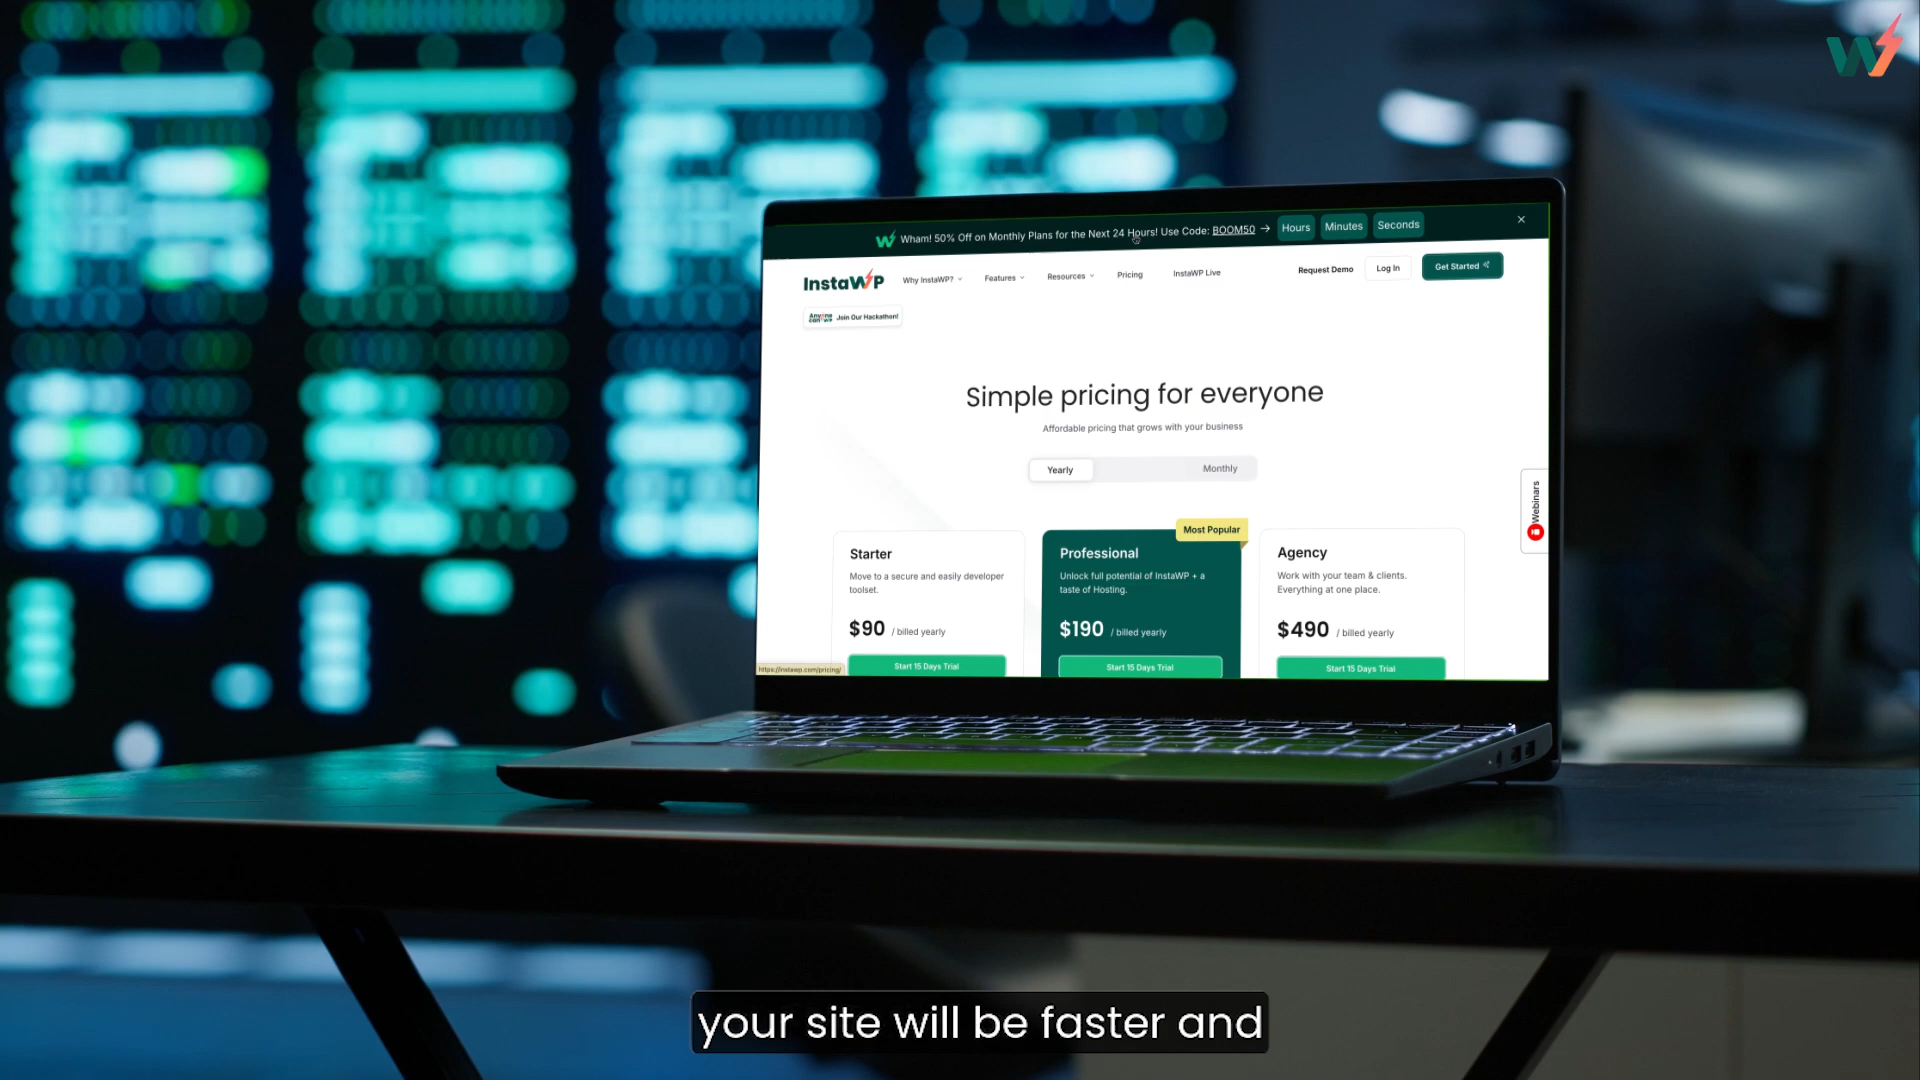 Wham! 50% Off on Monthly Plans for the Next 24 Hours! Use Code: BOOM50 → Hours Minutes Seconds
InstaWP Why InstaWP? Features Resources Pricing InstaWP Live Request Demo Log In Get Started
Anyone can WP Join Our Hackathon!
Simple pricing for everyone
Affordable pricing that grows with your business
Yearly Monthly
Webinars
Most Popular
Starter
Move to a secure and easily developer
toolset.
$90 / billed yearly
Start 15 Days Trial
Professional
Unlock full potential of InstaWP + a
taste of Hosting.
$190 / billed yearly
Start 15 Days Trial
Agency
Work with your team & clients.
Everything at one place.
$490 / billed yearly
Start 15 Days Trial
https://instawp.com/pricing/
your site will be faster and